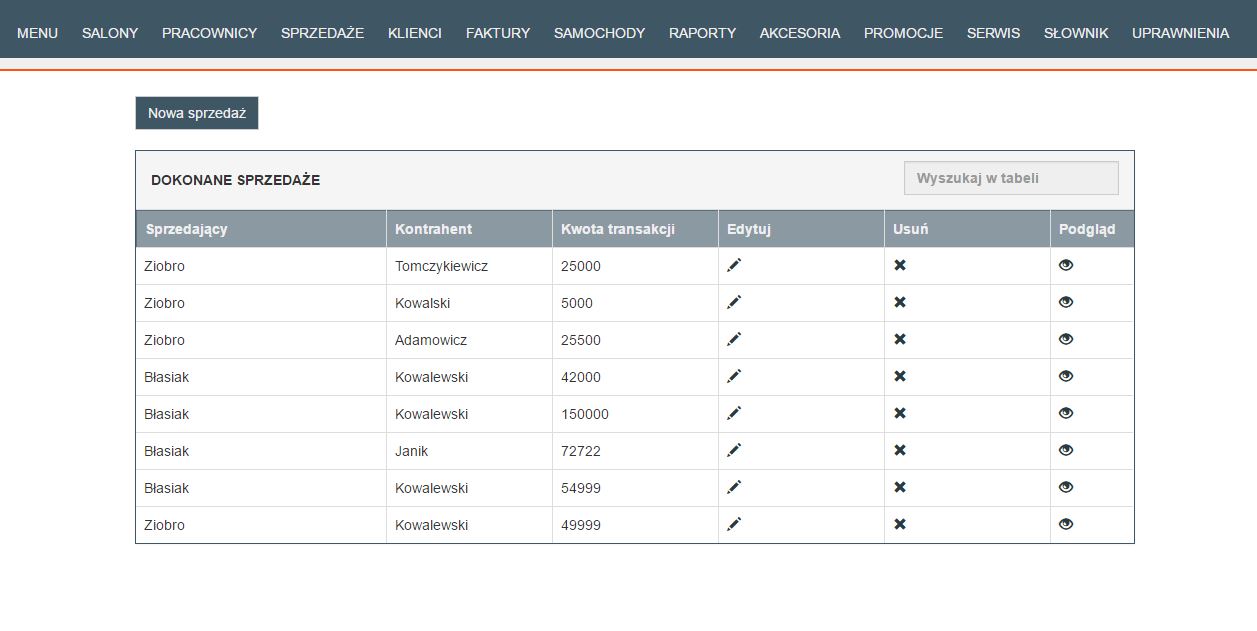 MENU SALONY PRACOWNICY SPRZEDAŻE KLIENCI FAKTURY SAMOCHODY RAPORTY AKCESORIA PROMOCJE SERWIS SŁOWNIK UPRAWNIENIA
Nowa sprzedaż
DOKONANE SPRZEDAŻE Wyszukaj w tabeli
Sprzedający Kontrahent Kwota transakcji Edytuj Usuń Podgląd
Ziobro Tomczykiewicz 25000
Ziobro Kowalski 5000
Ziobro Adamowicz 25500
Błasiak Kowalewski 42000
Błasiak Kowalewski 150000
Błasiak Janik 72722
Błasiak Kowalewski 54999
Ziobro Kowalewski 49999